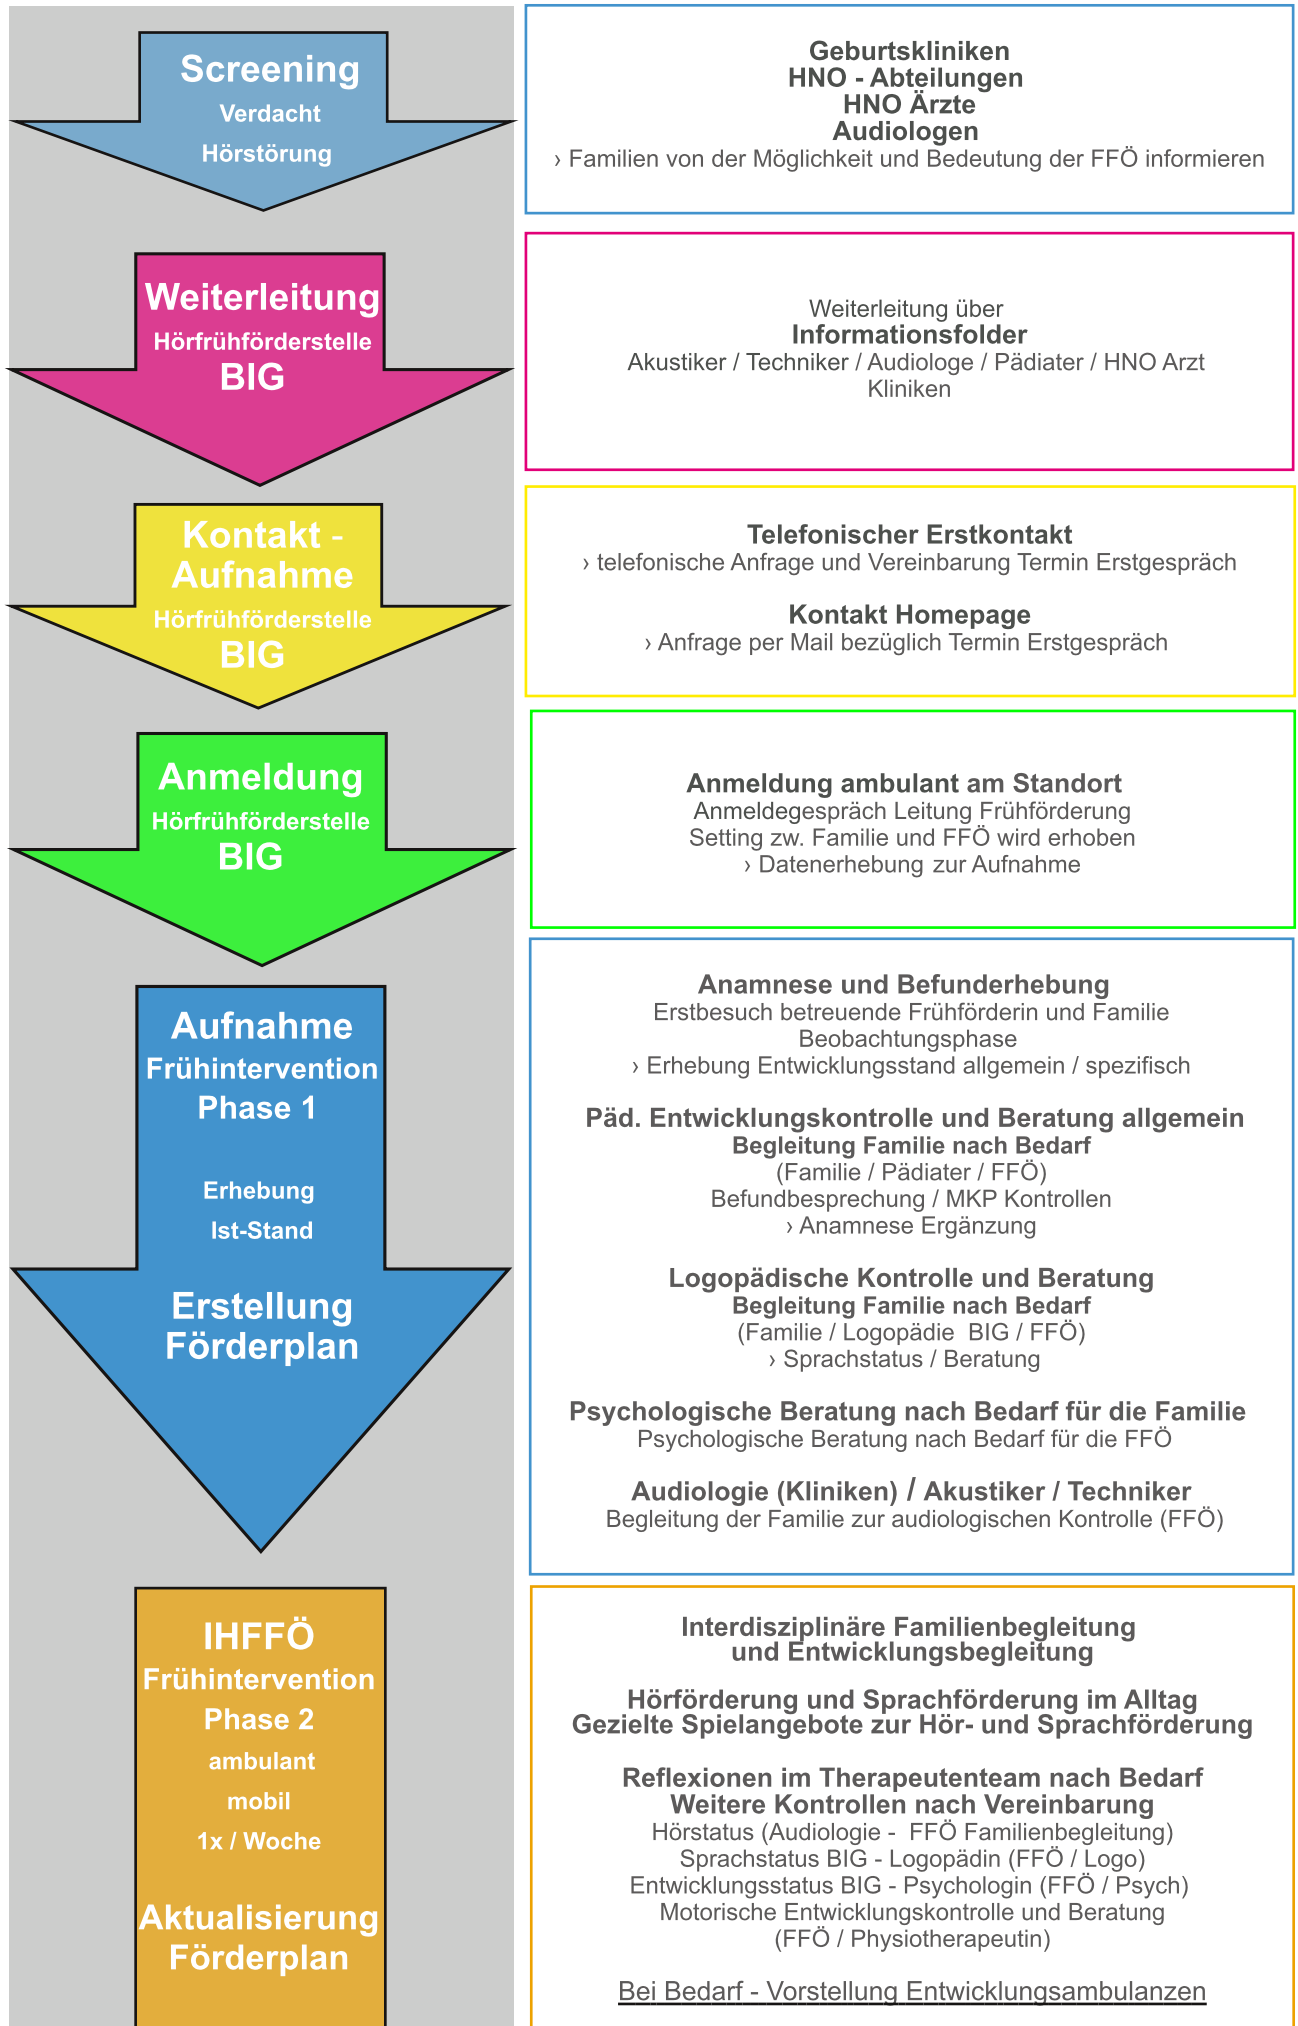 Screening
Verdacht
Hörstörung
Geburtskliniken
HNO - Abteilungen
HNO Ärzte
Audiologen
› Familien von der Möglichkeit und Bedeutung der FFÖ informieren
Weiterleitung
Hörfrühförderstelle
BIG
Weiterleitung über
Informationsfolder
Akustiker / Techniker / Audiologe / Pädiater / HNO Arzt
Kliniken
Kontakt -
Aufnahme
Hörfrühförderstelle
BIG
Telefonischer Erstkontakt
› telefonische Anfrage und Vereinbarung Termin Erstgespräch
Kontakt Homepage
› Anfrage per Mail bezüglich Termin Erstgespräch
Anmeldung
Hörfrühförderstelle
BIG
Anmeldung ambulant am Standort
Anmeldegespräch Leitung Frühförderung
Setting zw. Familie und FFÖ wird erhoben
› Datenerhebung zur Aufnahme
Aufnahme
Frühintervention
Phase 1
Erhebung
Ist-Stand
Erstellung
Förderplan
Anamnese und Befunderhebung
Erstbesuch betreuende Frühförderin und Familie
Beobachtungsphase
› Erhebung Entwicklungsstand allgemein / spezifisch
Päd. Entwicklungskontrolle und Beratung allgemein
Begleitung Familie nach Bedarf
(Familie / Pädiater / FFÖ)
Befundbesprechung / MKP Kontrollen
› Anamnese Ergänzung
Logopädische Kontrolle und Beratung
Begleitung Familie nach Bedarf
(Familie / Logopädie BIG / FFÖ)
› Sprachstatus / Beratung
Psychologische Beratung nach Bedarf für die Familie
Psychologische Beratung nach Bedarf für die FFÖ
Audiologie (Kliniken) / Akustiker / Techniker
Begleitung der Familie zur audiologischen Kontrolle (FFÖ)
IHFFÖ
Frühintervention
Phase 2
ambulant
mobil
1x / Woche
Aktualisierung
Förderplan
Interdisziplinäre Familienbegleitung
und Entwicklungsbegleitung
Hörförderung und Sprachförderung im Alltag
Gezielte Spielangebote zur Hör- und Sprachförderung
Reflexionen im Therapeutenteam nach Bedarf
Weitere Kontrollen nach Vereinbarung
Hörstatus (Audiologie - FFÖ Familienbegleitung)
Sprachstatus BIG - Logopädin (FFÖ / Logo)
Entwicklungsstatus BIG - Psychologin (FFÖ / Psych)
Motorische Entwicklungskontrolle und Beratung
(FFÖ / Physiotherapeutin)
Bei Bedarf - Vorstellung Entwicklungsambulanzen